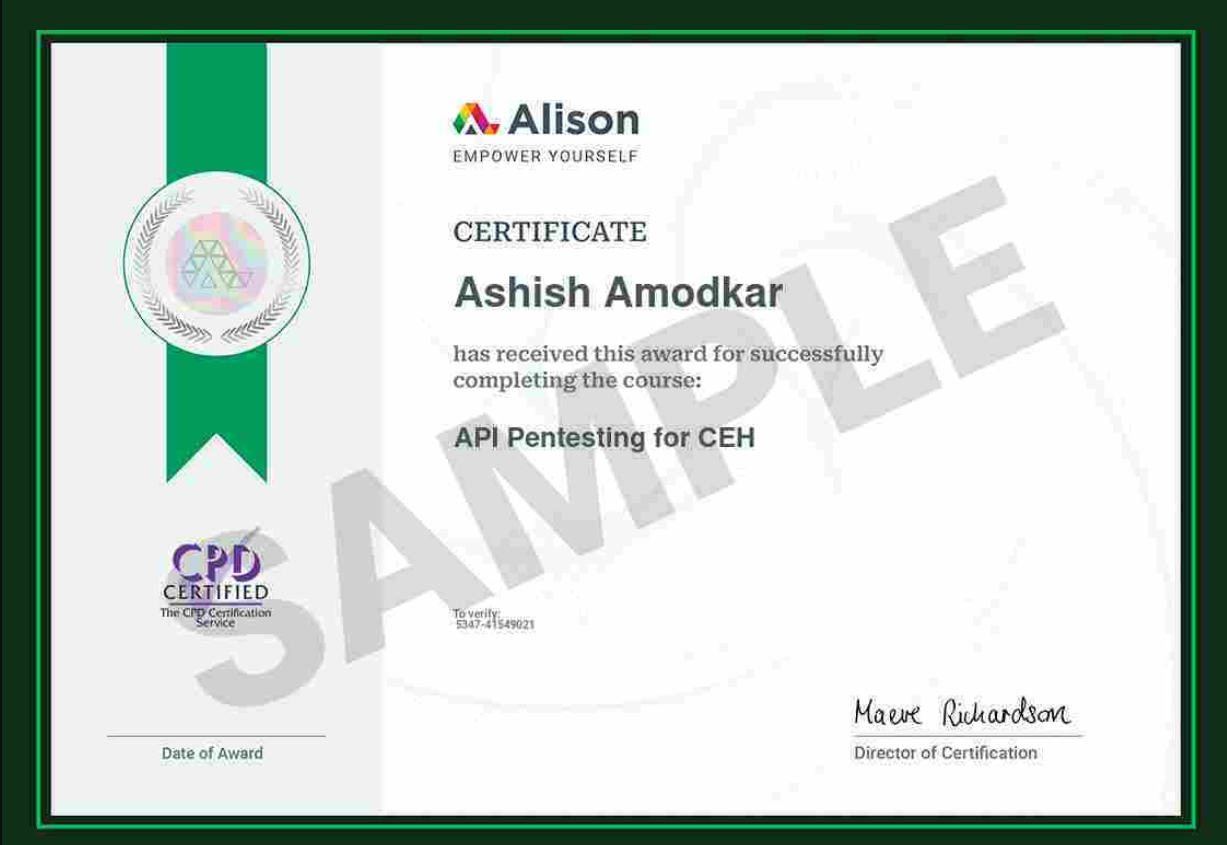 Alison
EMPOWER YOURSELF
CERTIFICATE
Ashish Amodkar
has received this award for successfully
completing the course:
API Pentesting for CEH
SAMPLE
CPD
CERTIFIED
The CPD Certification
Service
To verify:
5347-41549021
Maeve Richardson
Date of Award
Director of Certification